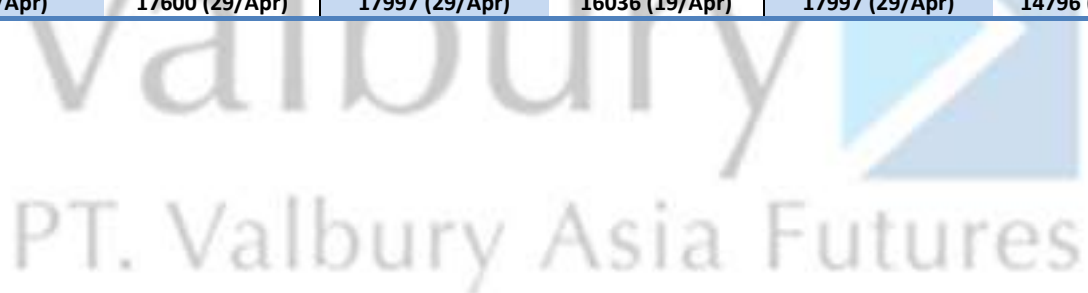 /Apr) 17600 (29/Apr) 17997 (29/Apr) 16036 (19/Apr) 17997 (29/Apr) 14796
Valbury
PT. Valbury Asia Futures